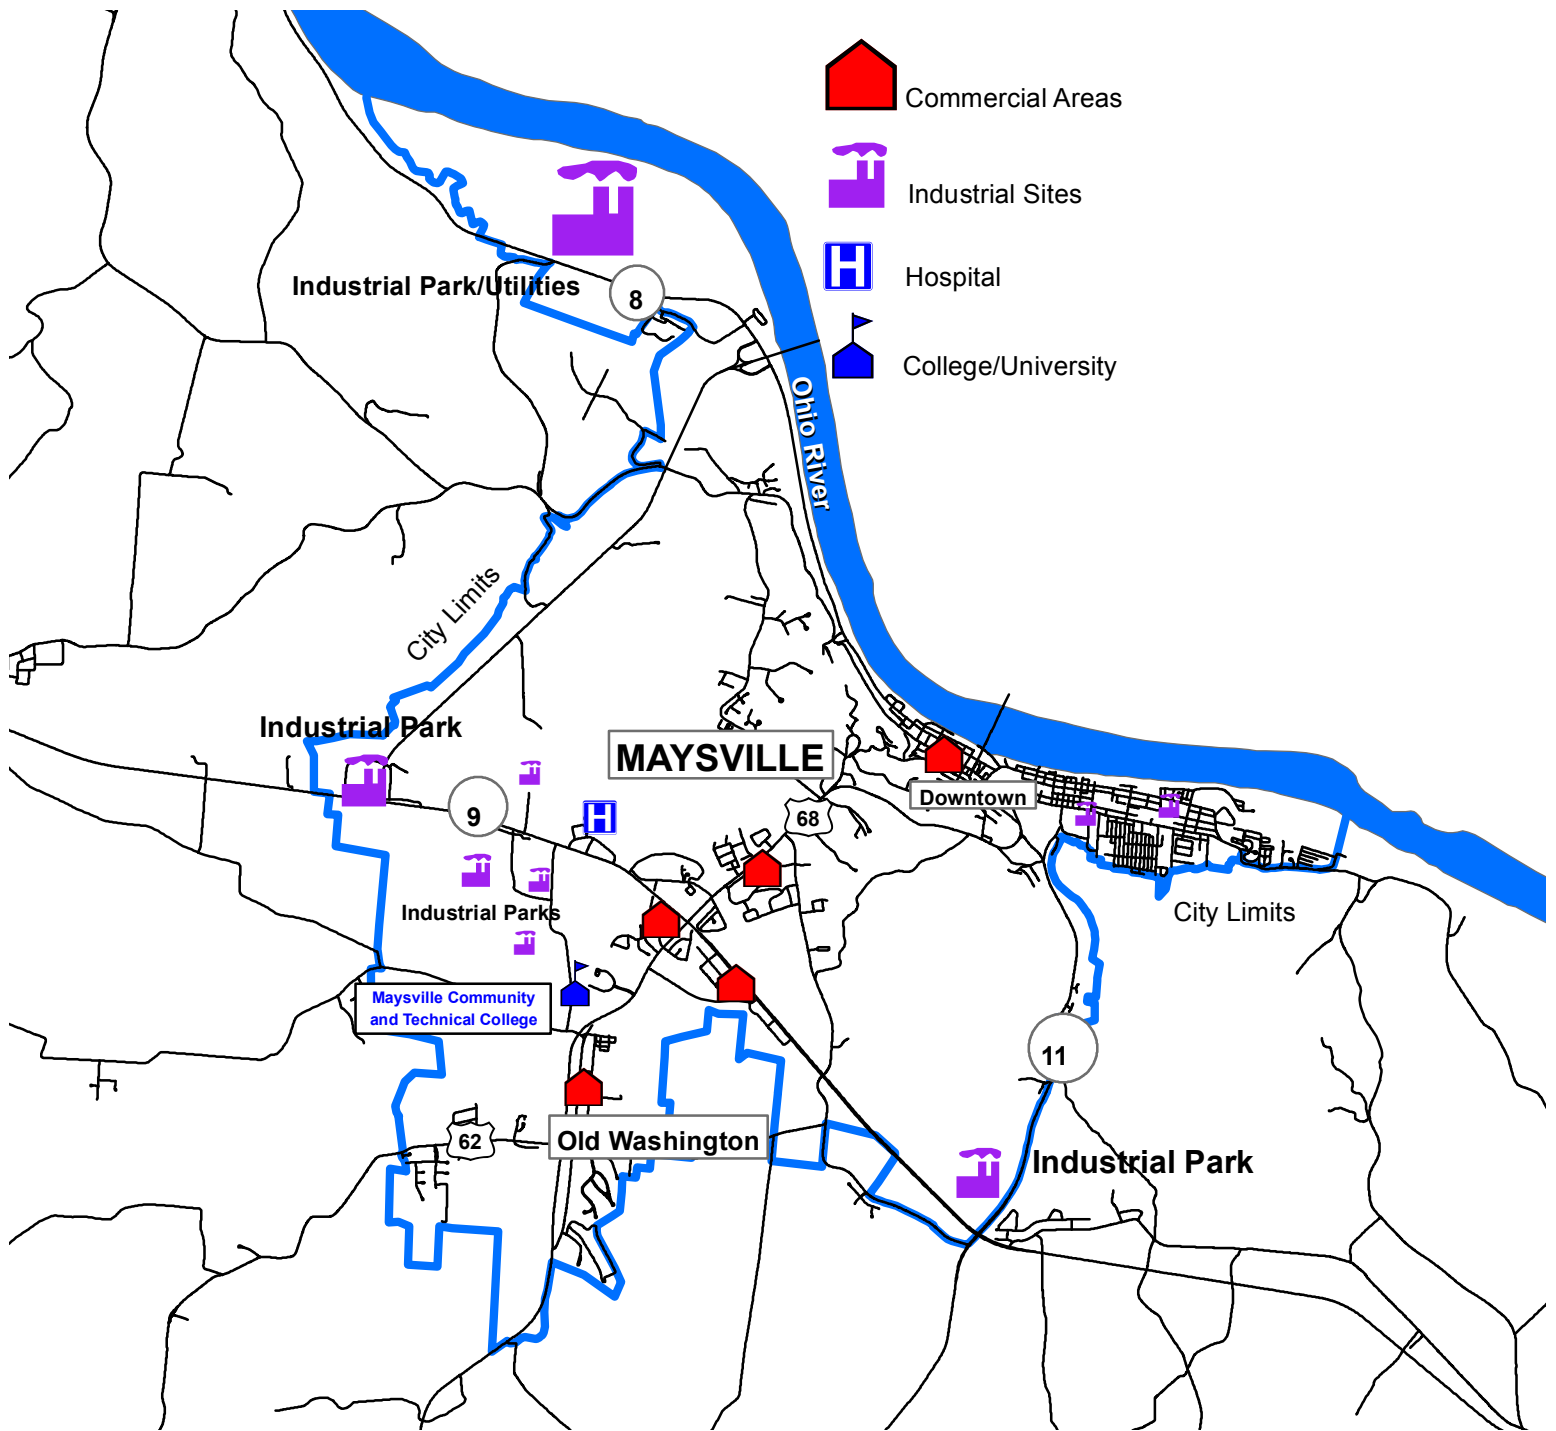 Commercial Areas
Industrial Sites
H
Hospital
College/University
Industrial Park/Utilities
8
Ohio River
City Limits
Industrial Park
MAYSVILLE
Downtown
9
68
Industrial Parks
City Limits
Maysville Community
and Technical College
11
62
Old Washington
Industrial Park
H